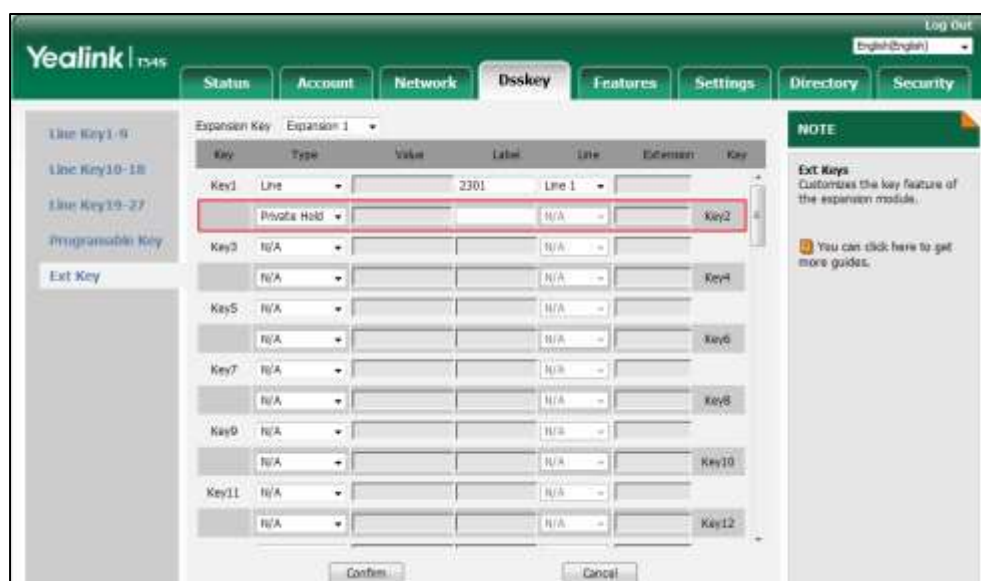 Log Out
Yealink T54S
English(English)
Status Account Network Dsskey Features Settings Directory Security
Line Key1-9
Line Key10-18
Line Key19-27
Programable Key
Ext Key
Expansion Key Expansion 1
Key Type Value Label Line Extension Key
Key1 Line 2301 Line 1
Private Hold N/A Key2
Key3 N/A N/A
N/A N/A Key4
Key5 N/A N/A
N/A N/A Key6
Key7 N/A N/A
N/A N/A Key8
Key9 N/A N/A
N/A N/A Key10
Key11 N/A N/A
N/A N/A Key12
Confirm Cancel
NOTE
Ext Keys
Customizes the key feature of
the expansion module.
You can click here to get
more guides.